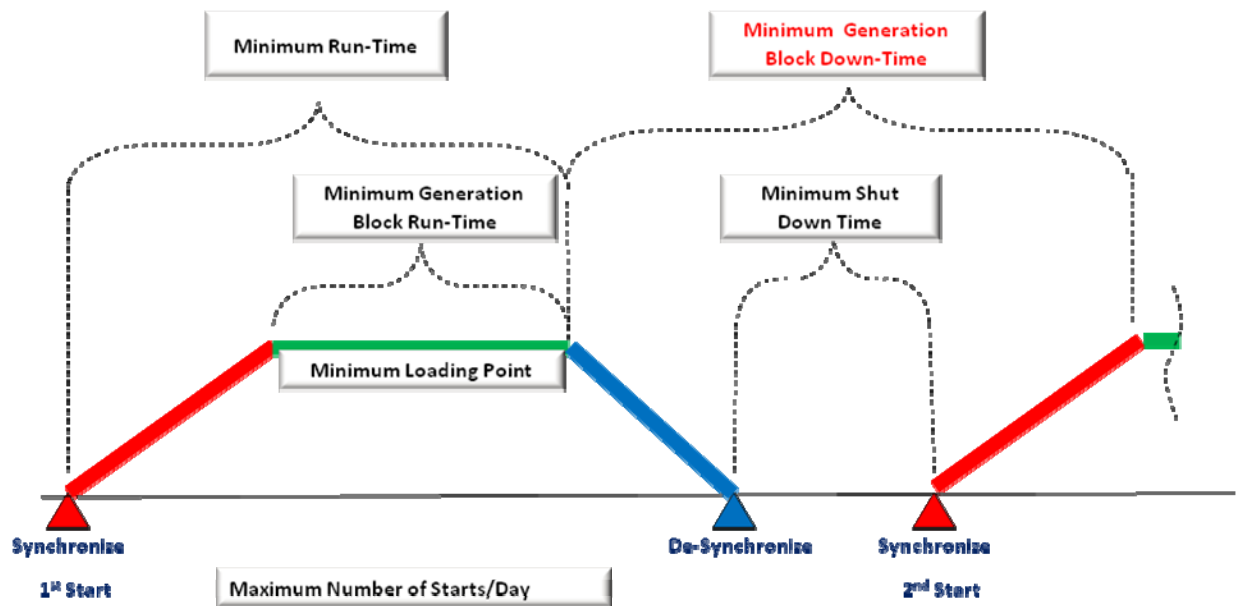 Minimum Run-Time
Minimum Generation
Block Down-Time
Minimum Generation
Block Run-Time
Minimum Shut
Down Time
Minimum Loading Point
Synchronize
1st Start
De-Synchronize
Synchronize
2nd Start
Maximum Number of Starts/Day